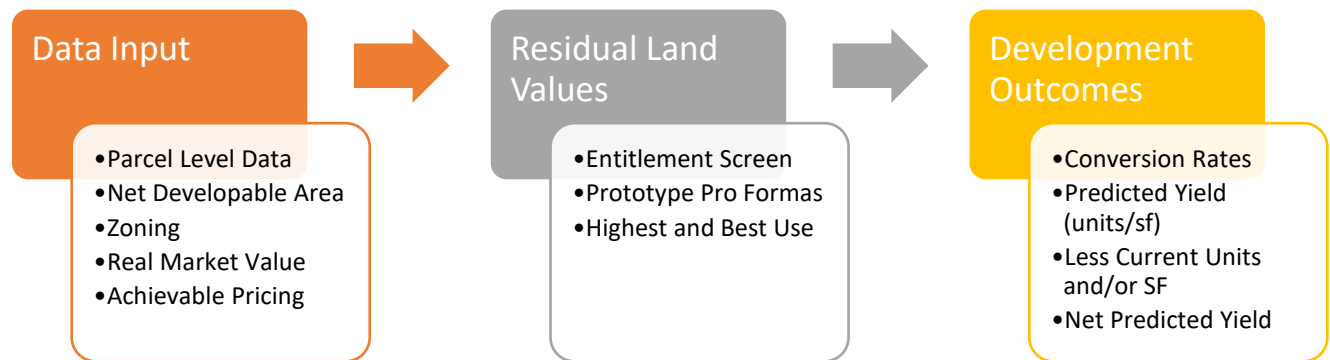 Data Input
•Parcel Level Data
•Net Developable Area
•Zoning
•Real Market Value
•Achievable Pricing
Residual Land
Values
•Entitlement Screen
•Prototype Pro Formas
•Highest and Best Use
Development
Outcomes
•Conversion Rates
•Predicted Yield
(units/sf)
•Less Current Units
and/or SF
•Net Predicted Yield